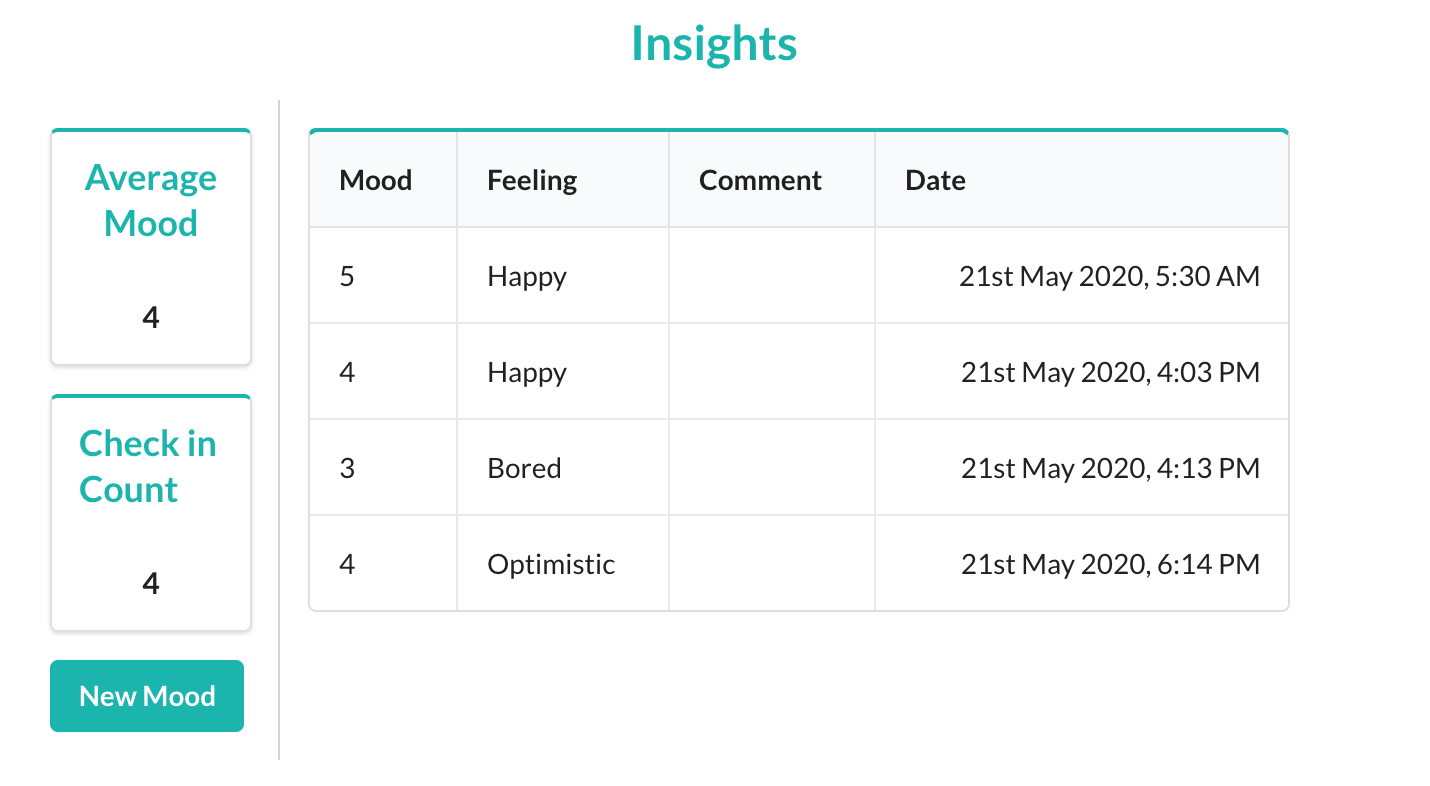 Insights
Average
Mood
4
Check in
Count
4
New Mood
Mood Feeling Comment Date
5 Happy 21st May 2020, 5:30 AM
4 Happy 21st May 2020, 4:03 PM
3 Bored 21st May 2020, 4:13 PM
4 Optimistic 21st May 2020, 6:14 PM